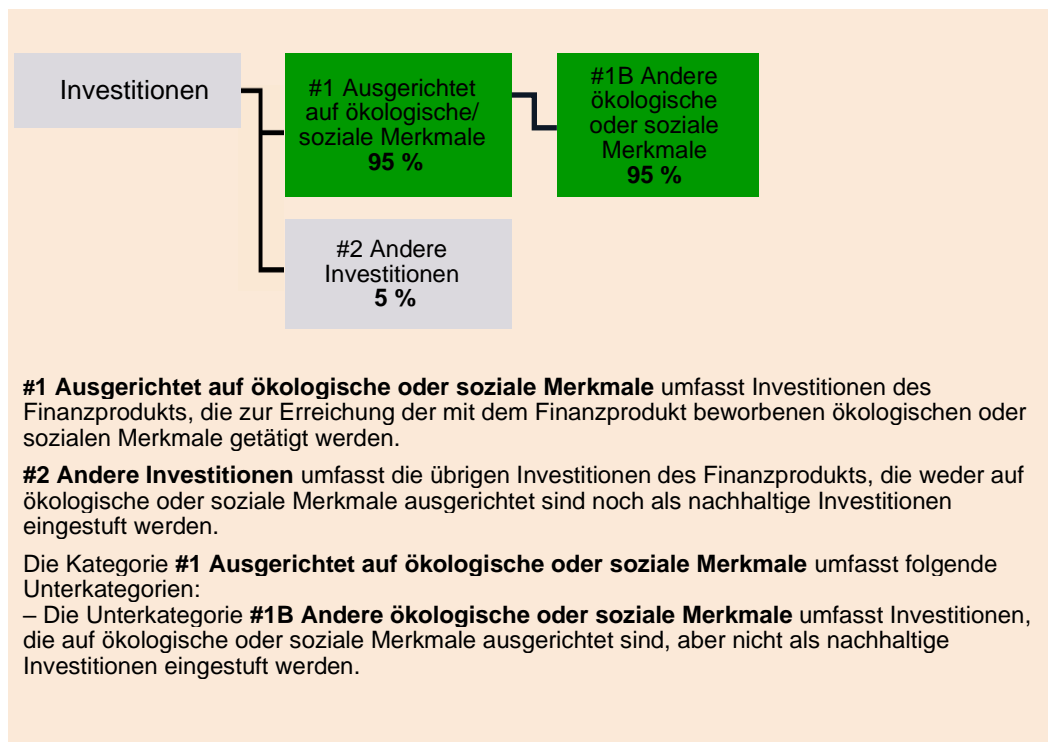 Investitionen
#1 Ausgerichtet
auf ökologische/
soziale Merkmale
95 %
#1B Andere
ökologische
oder soziale
Merkmale
95 %
#2 Andere
Investitionen
5 %
#1 Ausgerichtet auf ökologische oder soziale Merkmale umfasst Investitionen des
Finanzprodukts, die zur Erreichung der mit dem Finanzprodukt beworbenen ökologischen oder
sozialen Merkmale getätigt werden.
#2 Andere Investitionen umfasst die übrigen Investitionen des Finanzprodukts, die weder auf
ökologische oder soziale Merkmale ausgerichtet sind noch als nachhaltige Investitionen
eingestuft werden.
Die Kategorie #1 Ausgerichtet auf ökologische oder soziale Merkmale umfasst folgende
Unterkategorien:
– Die Unterkategorie #1B Andere ökologische oder soziale Merkmale umfasst Investitionen,
die auf ökologische oder soziale Merkmale ausgerichtet sind, aber nicht als nachhaltige
Investitionen eingestuft werden.